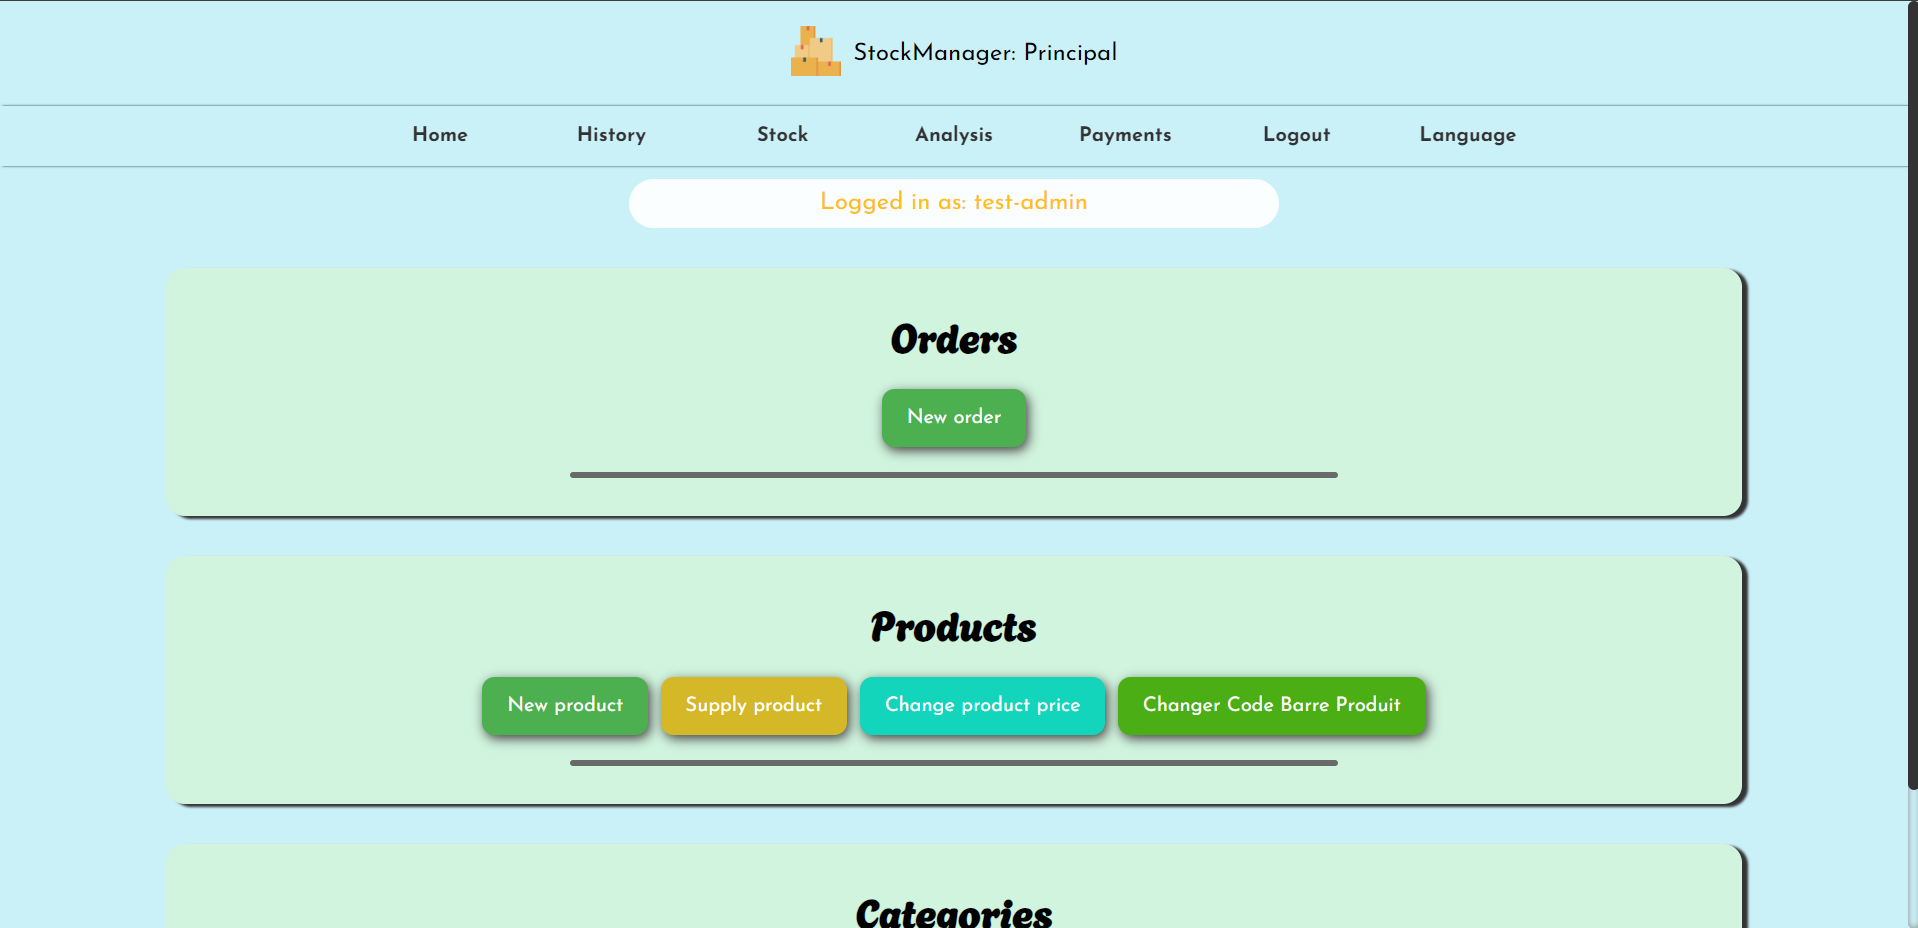 StockManager: Principal
Home History Stock Analysis Payments Logout Language
Logged in as: test-admin
Orders
New order
Products
New product Supply product Change product price Changer Code Barre Produit
Categories